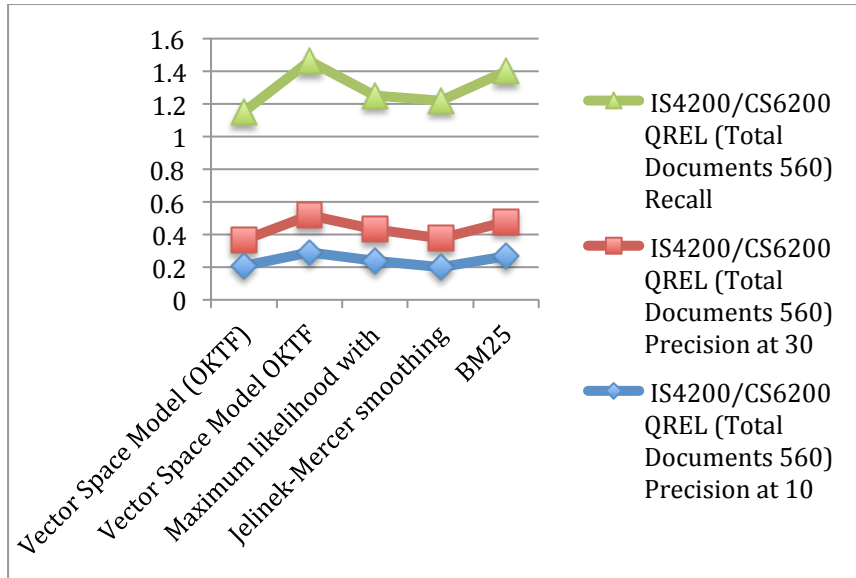 1.6
1.4
1.2
1
0.8
0.6
0.4
0.2
0
Vector Space Model (OKTF)
Vector Space Model OKTF
Maximum likelihood with
Jelinek-Mercer smoothing
BM25
IS4200/CS6200
QREL (Total
Documents 560)
Recall
IS4200/CS6200
QREL (Total
Documents 560)
Precision at 30
IS4200/CS6200
QREL (Total
Documents 560)
Precision at 10